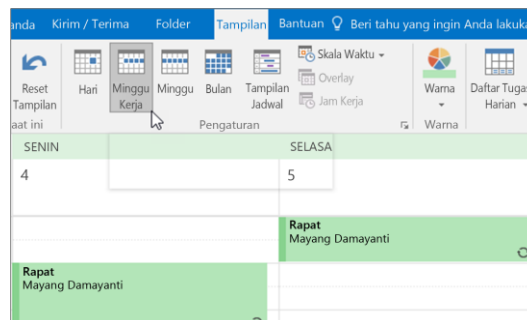 anda Kirim / Terima Folder Tampilan Bantuan Beri tahu yang ingin Anda lakuka
Reset Tampilan
Hari
Minggu Kerja
Minggu
Bulan
Tampilan Jadwal
Skala Waktu
Overlay
Jam Kerja
Warna
Daftar Tugas Harian
aat ini
Pengaturan
Warna
SENIN
SELASA
4
5
Rapat
Mayang Damayanti
Rapat
Mayang Damayanti